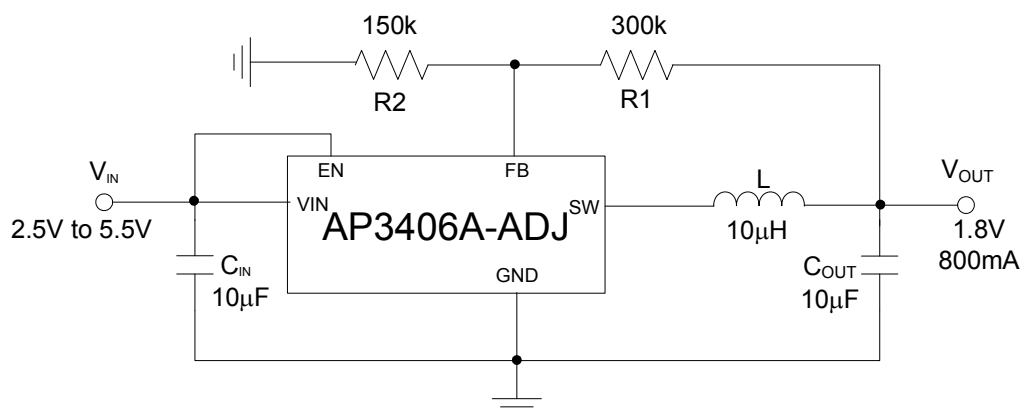 150k
300k
R2
R1
EN
FB
VIN
2.5V to 5.5V
VIN
SW
AP3406A-ADJ
GND
CIN
10μF
L
10μH
VOUT
1.8V
800mA
COUT
10μF